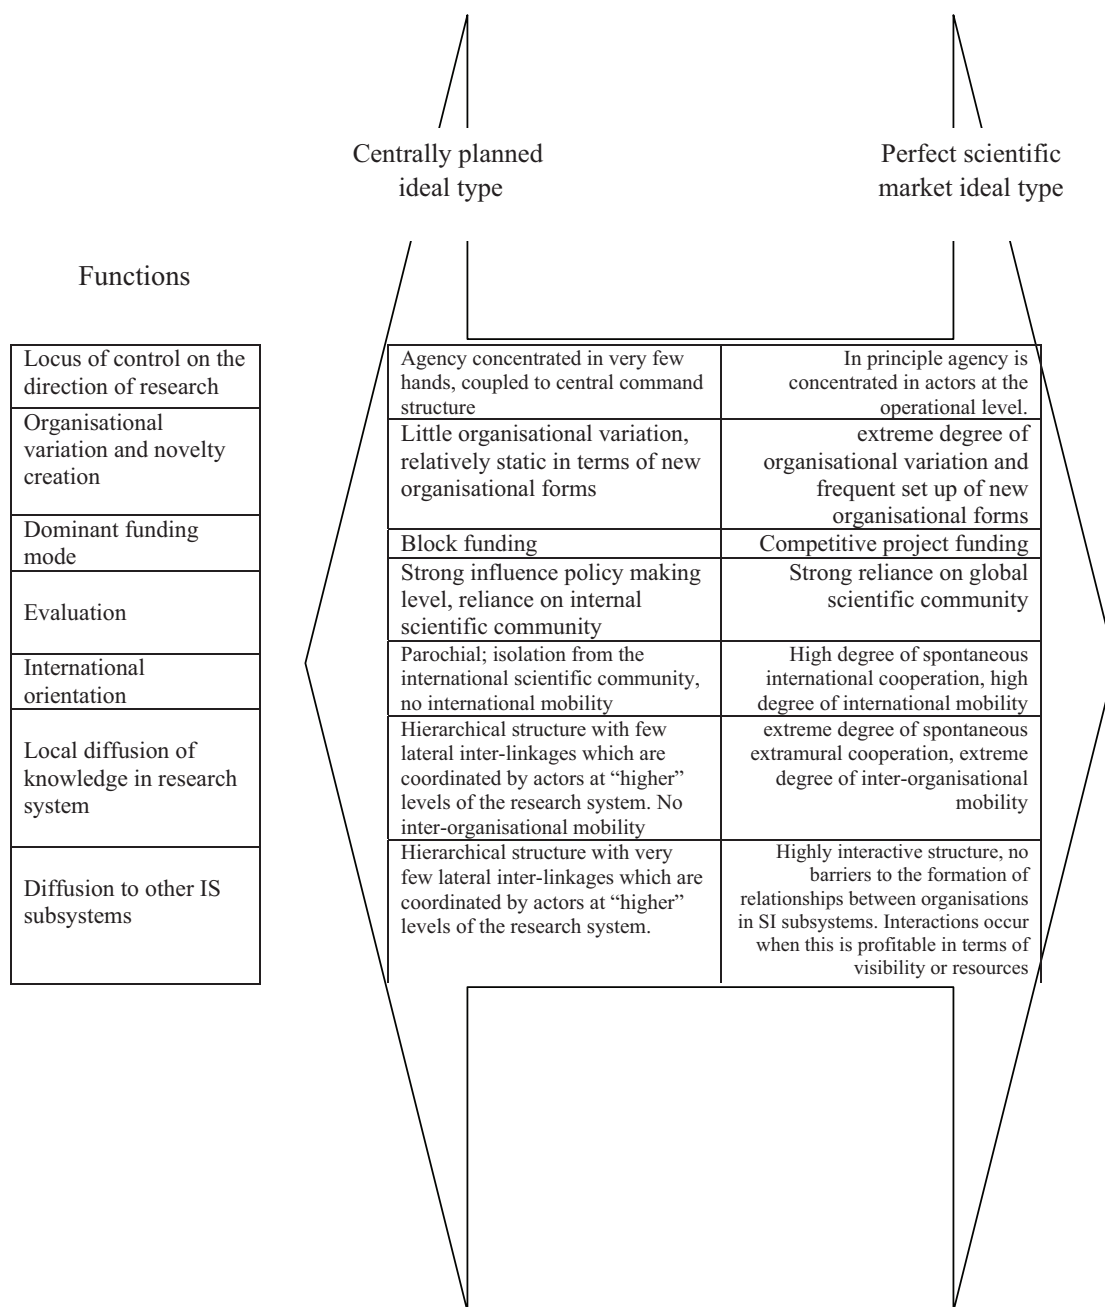 Centrally planned
ideal type
Perfect scientific
market ideal type
Functions
Locus of control on the
direction of research
Agency concentrated in very few
hands, coupled to central command
structure
In principle agency is
concentrated in actors at the
operational level.
Organisational
variation and novelty
creation
Little organisational variation,
relatively static in terms of new
organisational forms
extreme degree of
organisational variation and
frequent set up of new
organisational forms
Dominant funding
mode
Block funding
Competitive project funding
Evaluation
Strong influence policy making
level, reliance on internal
scientific community
Strong reliance on global
scientific community
International
orientation
Parochial; isolation from the
international scientific community,
no international mobility
High degree of spontaneous
international cooperation, high
degree of international mobility
Local diffusion of
knowledge in research
system
Hierarchical structure with few
lateral inter-linkages which are
coordinated by actors at “higher”
levels of the research system. No
inter-organisational mobility
extreme degree of spontaneous
extramural cooperation, extreme
degree of inter-organisational
mobility
Diffusion to other IS
subsystems
Hierarchical structure with very
few lateral inter-linkages which are
coordinated by actors at “higher”
levels of the research system.
Highly interactive structure, no
barriers to the formation of
relationships between organisations
in SI subsystems. Interactions occur
when this is profitable in terms of
visibility or resources